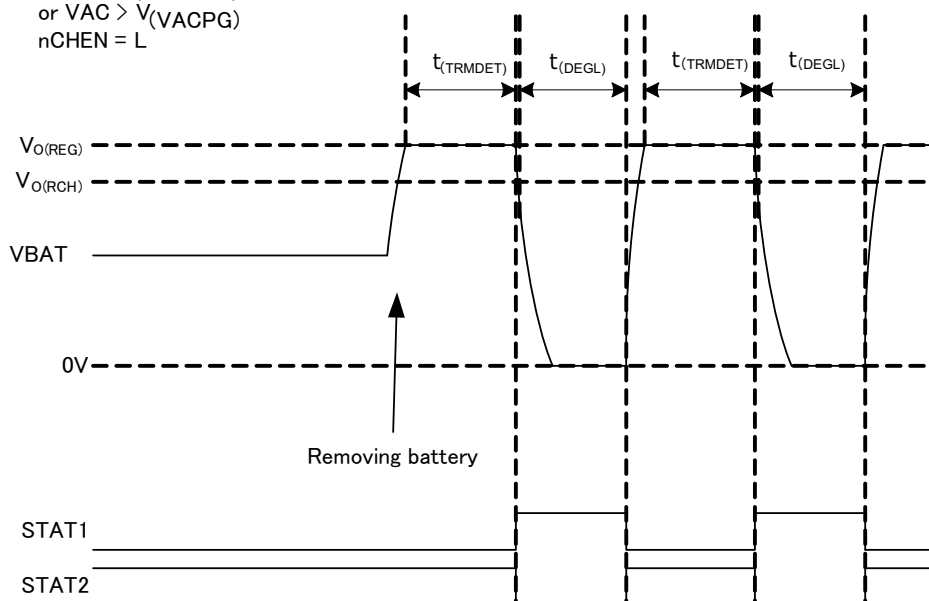 or VAC > V(VACPG)
nCHEN = L
t(TRMDET) t(DEGL) t(TRMDET) t(DEGL)
VO(REG)
VO(RCH)
VBAT
0V
Removing battery
STAT1
STAT2